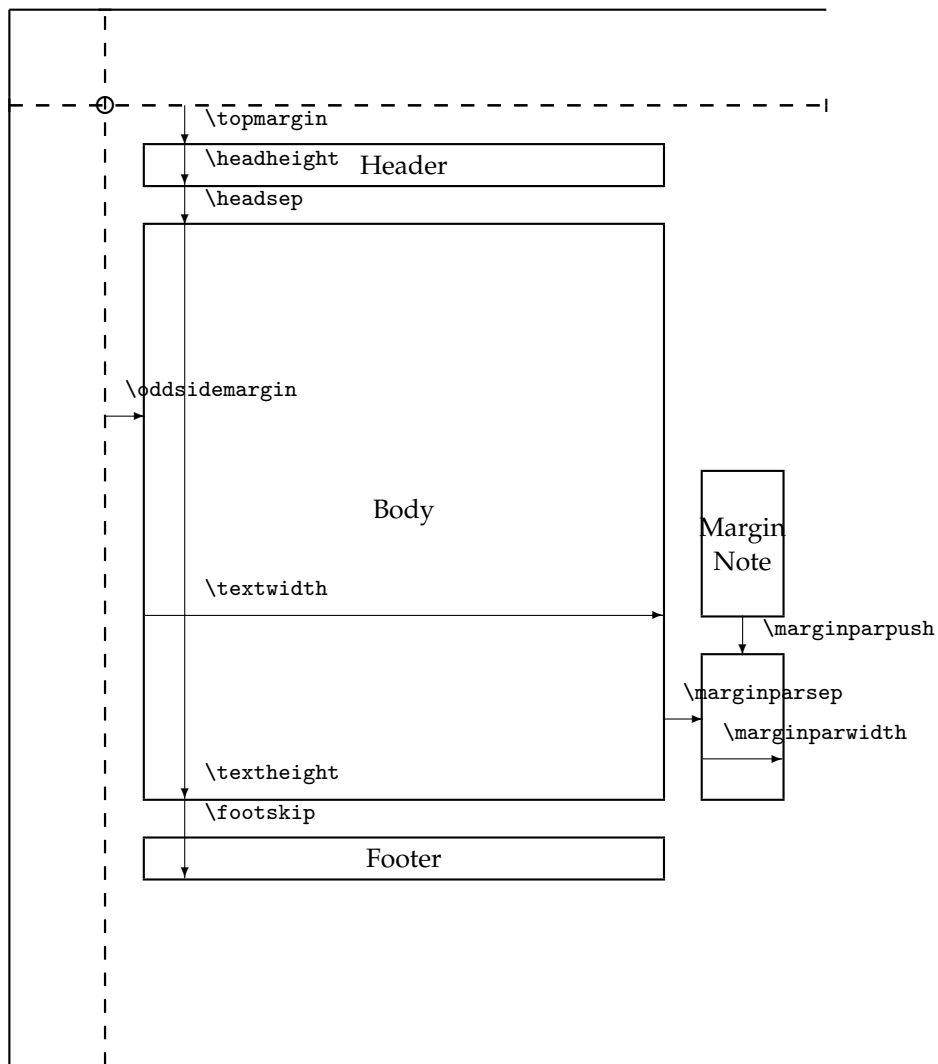 \topmargin
\headheight
Header
\headsep
\oddsidemargin
Body
Margin
Note
\textwidth
\marginparpush
\marginparsep
\marginparwidth
\textheight
\footskip
Footer